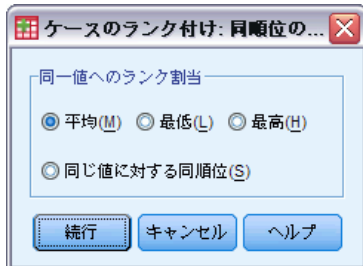 ケースのランク付け: 同順位の...
同一値へのランク割当
平均(M) 最低(L) 最高(H)
同じ値に対する同順位(S)
続行 キャンセル ヘルプ